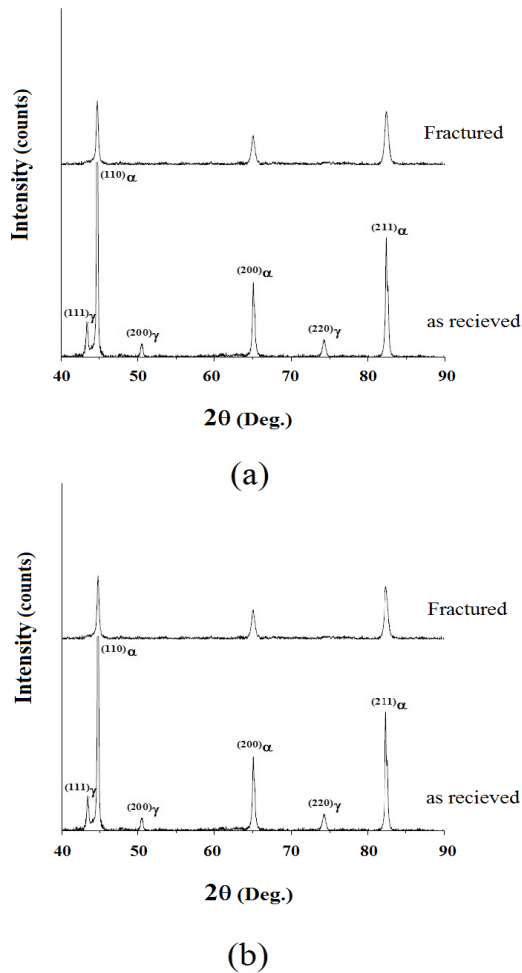 Intensity (counts)
Fractured
(110)α
(211)α
(200)α
(111)γ
(200)γ
(220)γ
as recieved
40 50 60 70 80 90
2θ (Deg.)
(a)
Intensity (counts)
Fractured
(110)α
(211)α
(200)α
(111)γ
(200)γ
(220)γ
as recieved
40 50 60 70 80 90
2θ (Deg.)
(b)